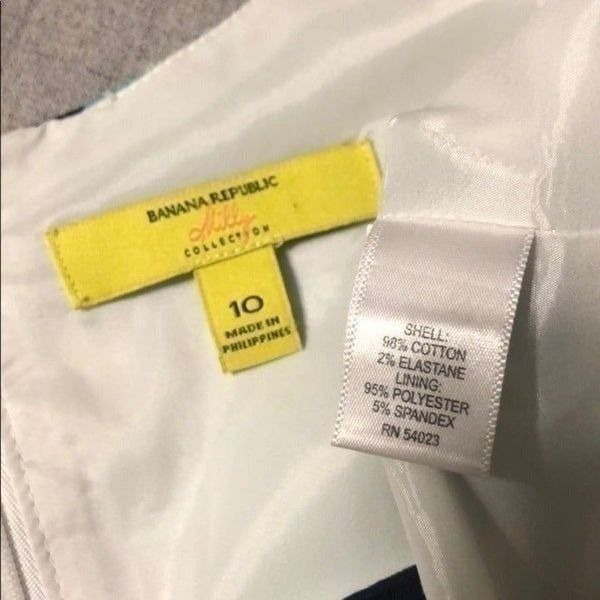 BANANA REPUBLIC
Milly
COLLECTION
10
MADE IN
PHILIPPINES
SHELL:
98% COTTON
2% ELASTANE
LINING:
95% POLYESTER
5% SPANDEX
RN 54023